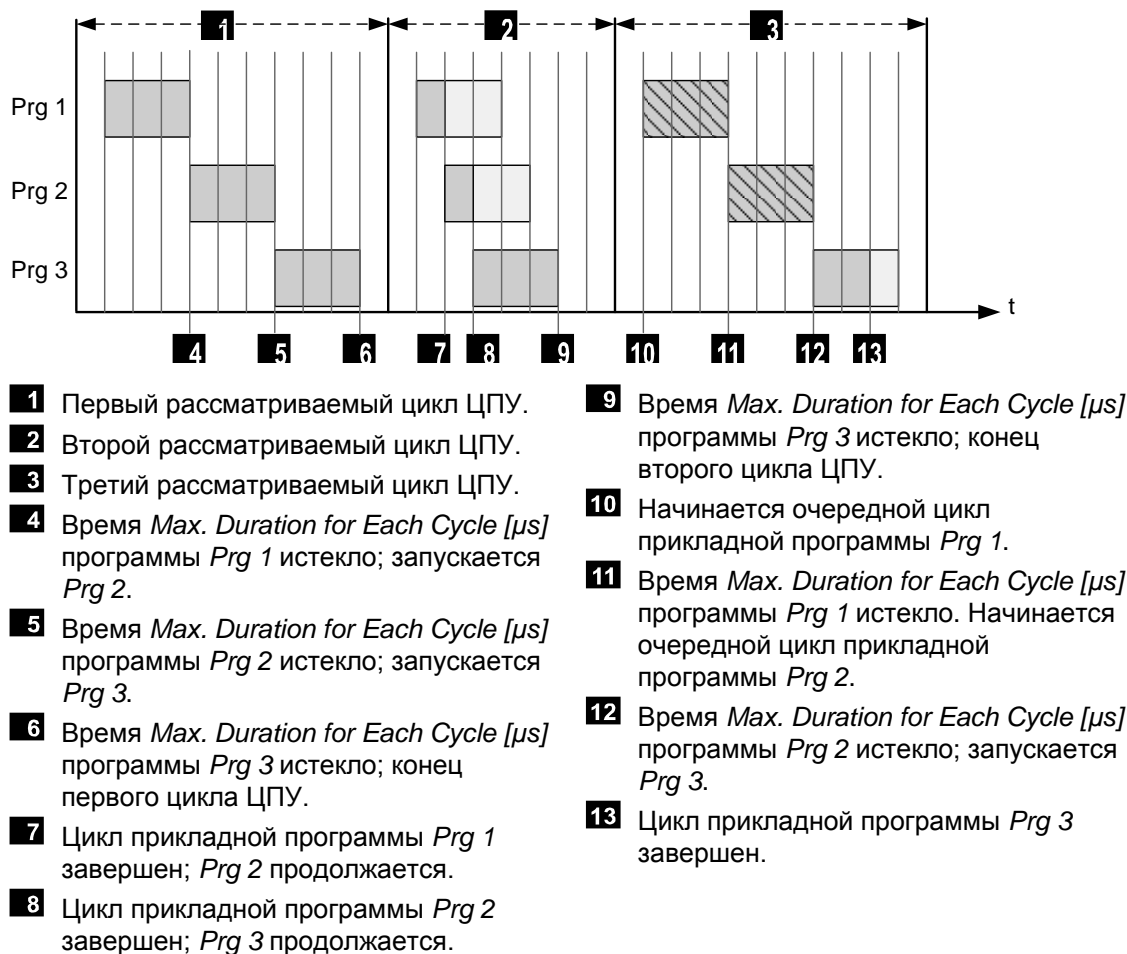 1 2 3
Prg 1
Prg 2
Prg 3
t
4 5 6 7 8 9 10 11 12 13
1 Первый рассматриваемый цикл ЦПУ.
2 Второй рассматриваемый цикл ЦПУ.
3 Третий рассматриваемый цикл ЦПУ.
4 Время Max. Duration for Each Cycle [µs]
программы Prg 1 истекло; запускается
Prg 2.
5 Время Max. Duration for Each Cycle [µs]
программы Prg 2 истекло; запускается
Prg 3.
6 Время Max. Duration for Each Cycle [µs]
программы Prg 3 истекло; конец
первого цикла ЦПУ.
7 Цикл прикладной программы Prg 1
завершен; Prg 2 продолжается.
8 Цикл прикладной программы Prg 2
завершен; Prg 3 продолжается.
9 Время Max. Duration for Each Cycle [µs]
программы Prg 3 истекло; конец
второго цикла ЦПУ.
10 Начинается очередной цикл
прикладной программы Prg 1.
11 Время Max. Duration for Each Cycle [µs]
программы Prg 1 истекло. Начинается
очередной цикл прикладной
программы Prg 2.
12 Время Max. Duration for Each Cycle [µs]
программы Prg 2 истекло; запускается
Prg 3.
13 Цикл прикладной программы Prg 3
завершен.